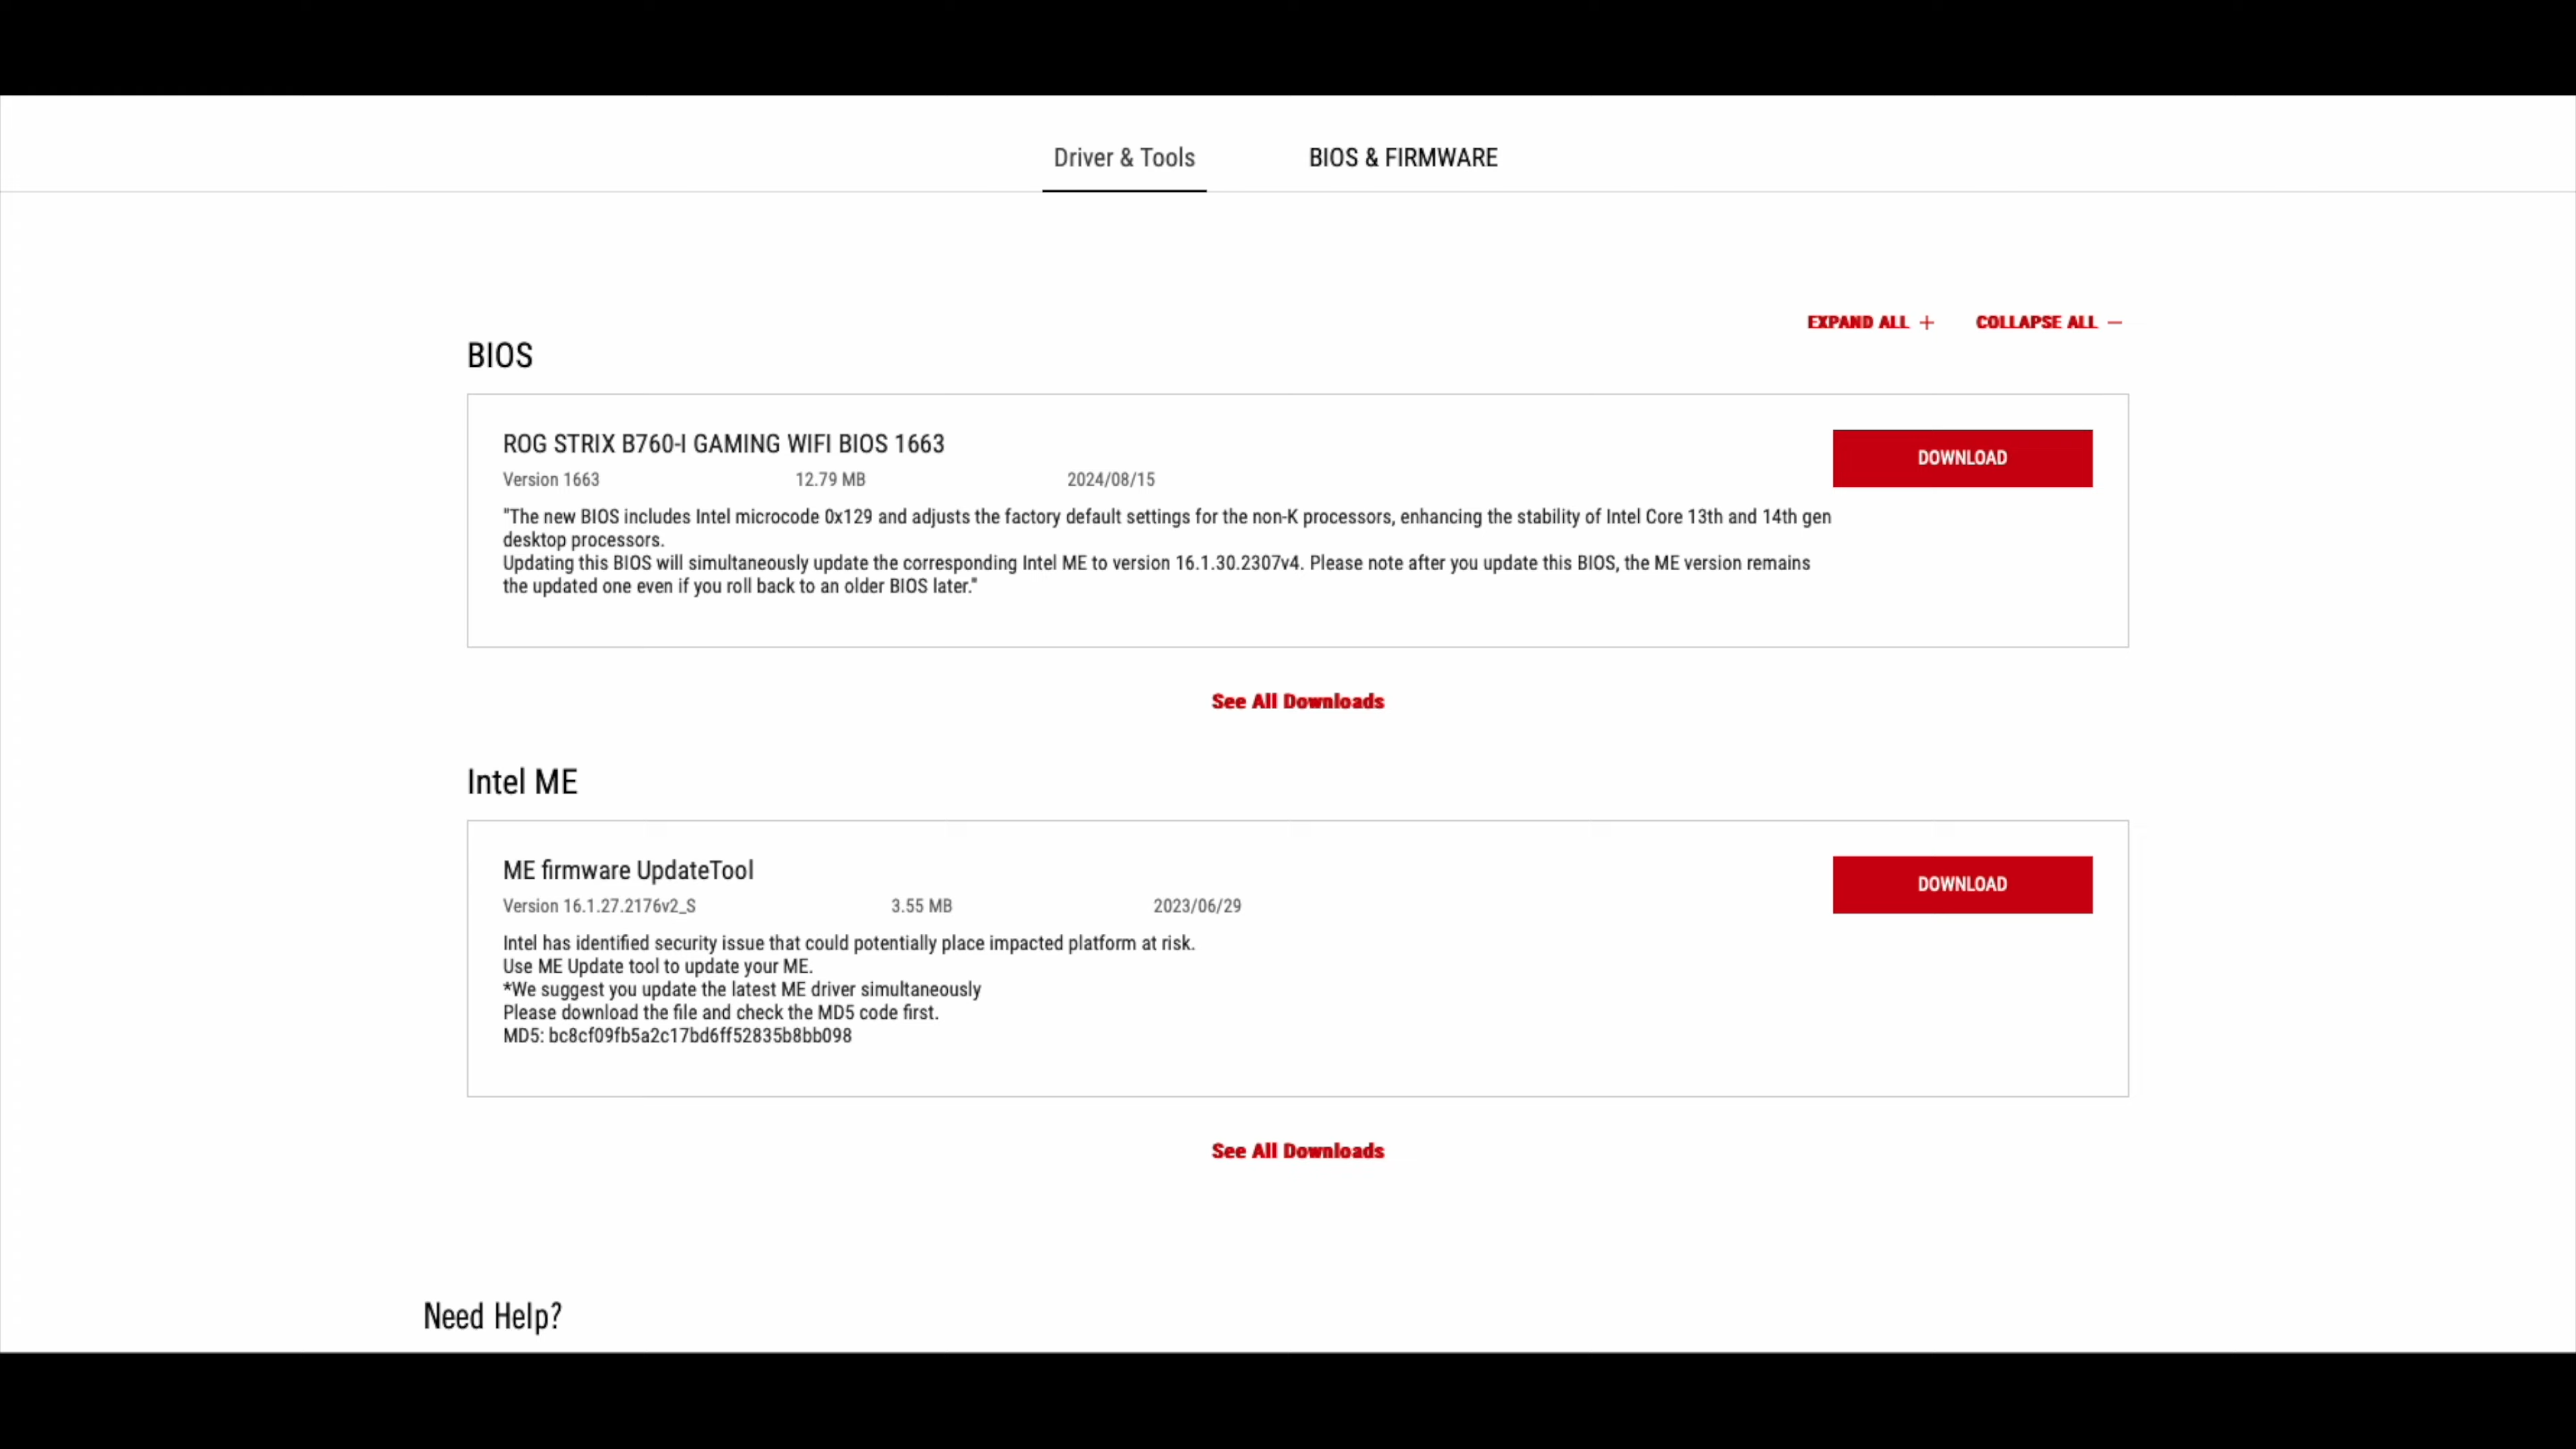 Driver & Tools
BIOS & FIRMWARE
EXPAND ALL +
COLLAPSE ALL −
BIOS
ROG STRIX B760-I GAMING WIFI BIOS 1663
DOWNLOAD
Version 1663
12.79 MB
2024/08/15
"The new BIOS includes Intel microcode 0x129 and adjusts the factory default settings for the non-K processors, enhancing the stability of Intel Core 13th and 14th gen
desktop processors.
Updating this BIOS will simultaneously update the corresponding Intel ME to version 16.1.30.2307v4. Please note after you update this BIOS, the ME version remains
the updated one even if you roll back to an older BIOS later."
See All Downloads
Intel ME
ME firmware UpdateTool
DOWNLOAD
Version 16.1.27.2176v2_S
3.55 MB
2023/06/29
Intel has identified security issue that could potentially place impacted platform at risk.
Use ME Update tool to update your ME.
*We suggest you update the latest ME driver simultaneously
Please download the file and check the MD5 code first.
MD5: bc8cf09fb5a2c17bd6ff52835b8bb098
See All Downloads
Need Help?